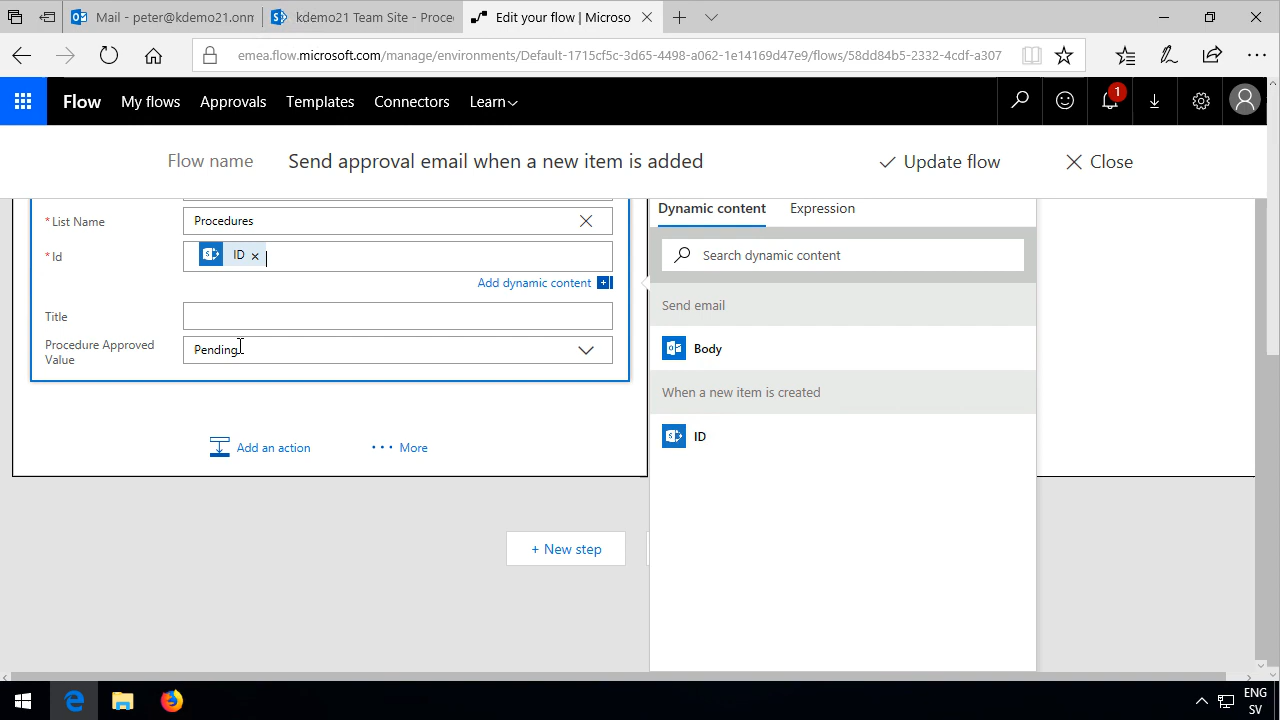 Mail - peter@kdemo21.onm
kdemo21 Team Site - Proce
Edit your flow | Microso
emea.flow.microsoft.com/manage/environments/Default-1715cf5c-3d65-4498-a062-1e14169d47e9/flows/58dd84b5-2332-4cdf-a307
Flow
My flows
Approvals
Templates
Connectors
Learn
1
Flow name
Send approval email when a new item is added
Update flow
Close
* List Name
Procedures
* Id
ID ×
Add dynamic content
Title
Procedure Approved
Value
Pending
Add an action
··· More
+ New step
Dynamic content
Expression
Search dynamic content
Send email
Body
When a new item is created
ID
ENG
SV